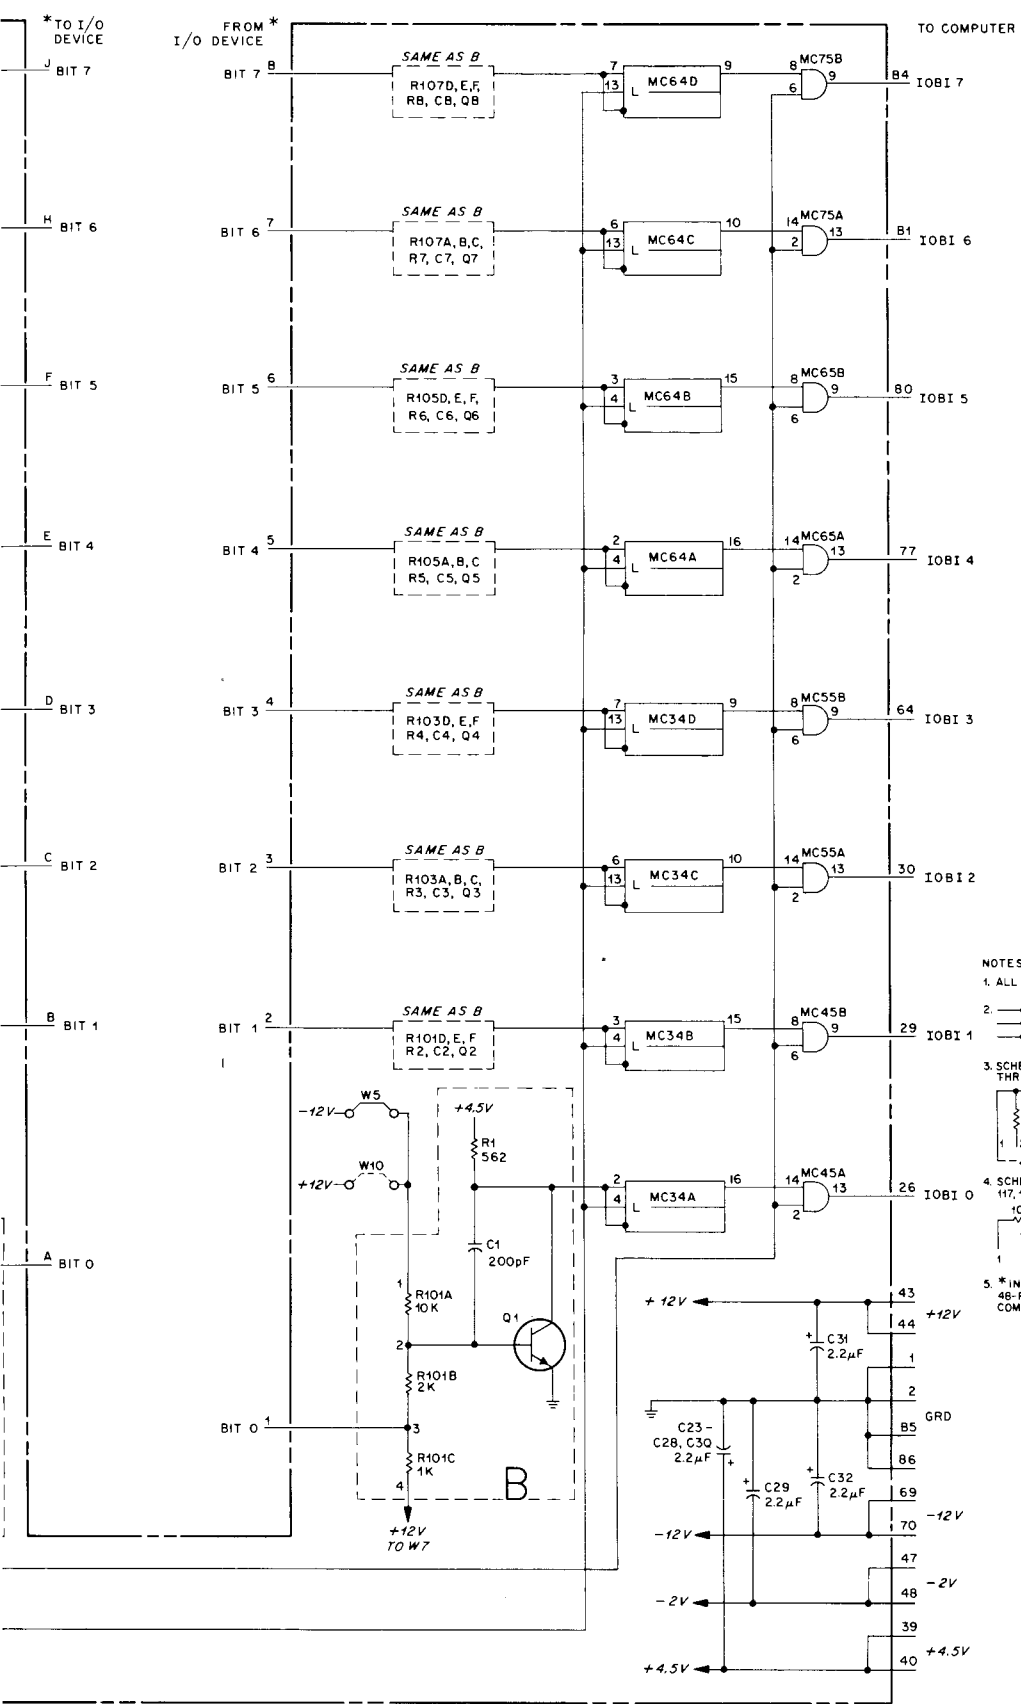 *TO I/O
DEVICE
FROM *
I/O DEVICE
TO COMPUTER
J BIT 7
BIT 7 8
SAME AS B
R107D, E, F,
R8, C8, Q8
7
13
L
MC64D
9
8
6
MC75B
9
84
IOBI 7
H BIT 6
BIT 6 7
SAME AS B
R107A, B, C,
R7, C7, Q7
6
13
L
MC64C
10
14
2
MC75A
13
81
IOBI 6
F BIT 5
BIT 5 6
SAME AS B
R105D, E, F,
R6, C6, Q6
3
4
L
MC64B
15
8
6
MC65B
9
80
IOBI 5
E BIT 4
BIT 4 5
SAME AS B
R105A, B, C
R5, C5, Q5
2
4
L
MC64A
16
14
2
MC65A
13
77
IOBI 4
D BIT 3
BIT 3 4
SAME AS B
R103D, E, F
R4, C4, Q4
7
13
L
MC34D
9
8
6
MC55B
9
64
IOBI 3
C BIT 2
BIT 2 3
SAME AS B
R103A, B, C,
R3, C3, Q3
6
13
L
MC34C
10
14
2
MC55A
13
30
IOBI 2
B BIT 1
BIT 1 2
SAME AS B
R101D, E, F
R2, C2, Q2
3
4
L
MC34B
15
8
6
MC45B
9
29
IOBI 1
-12V
W5
+12V
W10
+4.5V
R1
562
2
4
L
MC34A
16
14
2
MC45A
13
26
IOBI 0
C1
200pF
A BIT 0
1
R101A
10K
2
Q1
R101B
2K
BIT 0 1
3
R101C
1K
4
B
+12V
TO W7
+12V
43
44
+12V
C31
2.2µF
+
1
2
GRD
85
86
C23-
C28, C30
2.2µF
+
C29
2.2µF
+
C32
2.2µF
+
-12V
69
70
-12V
-2V
47
48
-2V
+4.5V
39
40
+4.5V
NOTES
1. ALL
2.
3. SCHE
THR
1
4. SCHE
117, 1
10
1
5. *IN
48-P
COM